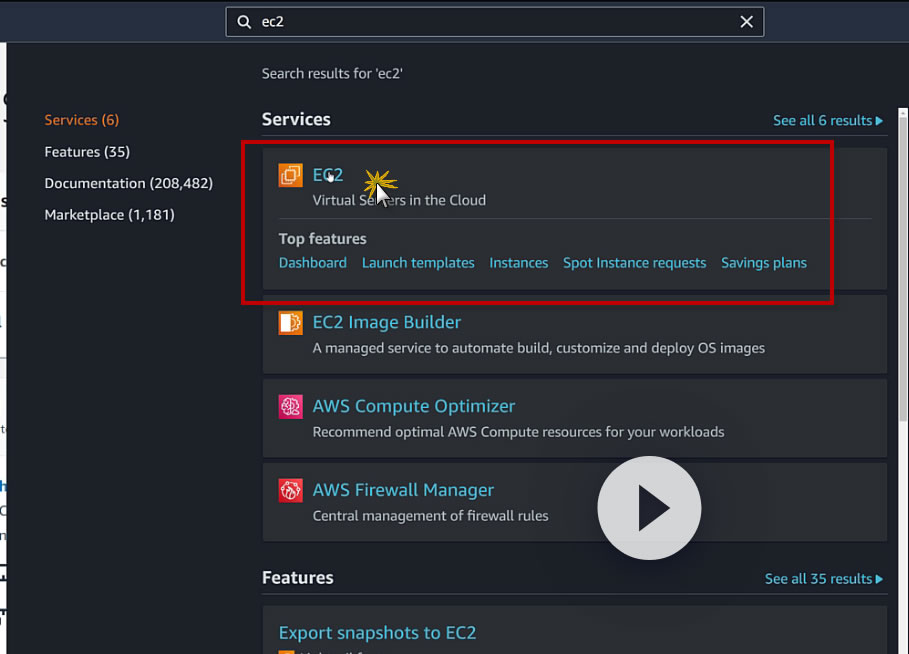 ec2
Search results for 'ec2'
Services (6)
Features (35)
Documentation (208,482)
Marketplace (1,181)
Services
See all 6 results
EC2
Virtual Servers in the Cloud
Top features
Dashboard Launch templates Instances Spot Instance requests Savings plans
EC2 Image Builder
A managed service to automate build, customize and deploy OS images
AWS Compute Optimizer
Recommend optimal AWS Compute resources for your workloads
AWS Firewall Manager
Central management of firewall rules
Features
See all 35 results
Export snapshots to EC2